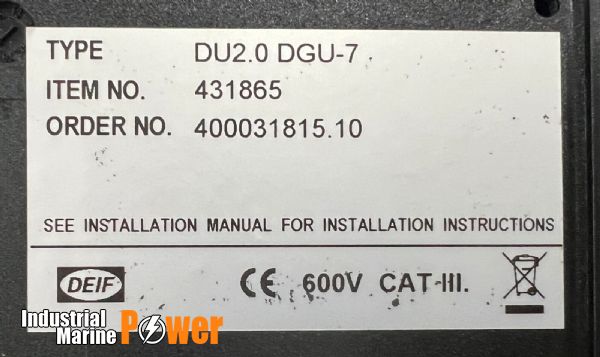 TYPE DU2.0 DGU-7
ITEM NO. 431865
ORDER NO. 400031815.10
SEE INSTALLATION MANUAL FOR INSTALLATION INSTRUCTIONS
DEIF CE 600V CAT-III.
Industrial
Marine Power